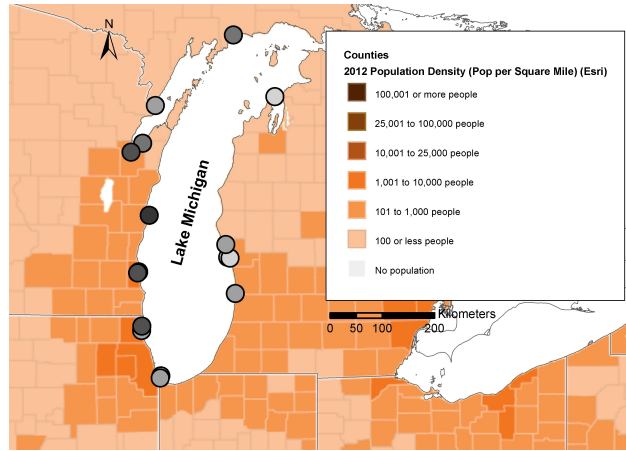 N
Counties
2012 Population Density (Pop per Square Mile) (Esri)
100,001 or more people
25,001 to 100,000 people
10,001 to 25,000 people
1,001 to 10,000 people
101 to 1,000 people
100 or less people
No population
Lake Michigan
Kilometers
0 50 100 200